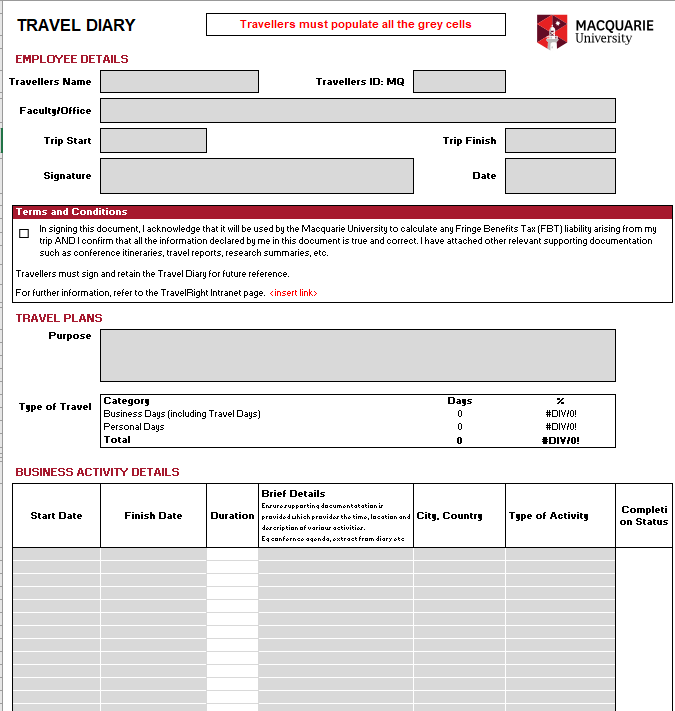 TRAVEL DIARY
Travellers must populate all the grey cells
MACQUARIE
University
EMPLOYEE DETAILS
Travellers Name
Travellers ID: MQ
Faculty/Office
Trip Start
Trip Finish
Signature
Date
Terms and Conditions
In signing this document, I acknowledge that it will be used by the Macquarie University to calculate any Fringe Benefits Tax (FBT) liability arising from my
trip AND I confirm that all the information declared by me in this document is true and correct. I have attached other relevant supporting documentation
such as conference itineraries, travel reports, research summaries, etc.
Travellers must sign and retain the Travel Diary for future reference.
For further information, refer to the TravelRight Intranet page. <insert link>
TRAVEL PLANS
Purpose
Type of Travel
Category Days %
Business Days (including Travel Days) 0 #DIV/0!
Personal Days 0 #DIV/0!
Total 0 #DIV/0!
BUSINESS ACTIVITY DETAILS
Start Date
Finish Date
Duration
Brief Details
Ensure supporting documentatation is
provided which provides the time, location and
description of various activities.
Eg confernce agenda, extract from diary etc
City, Country
Type of Activity
Completi
on Status